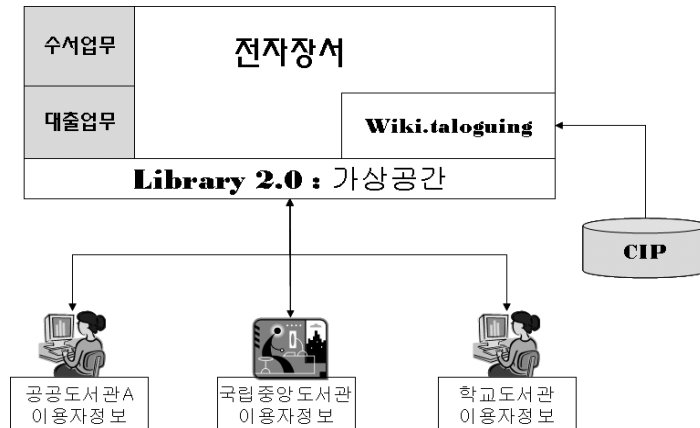 수서업무
전자장서
대출업무
Wiki.taloguing
Library 2.0 : 가상공간
CIP
공공도서관A
이용자정보
국립중앙도서관
이용자정보
학교도서관
이용자정보